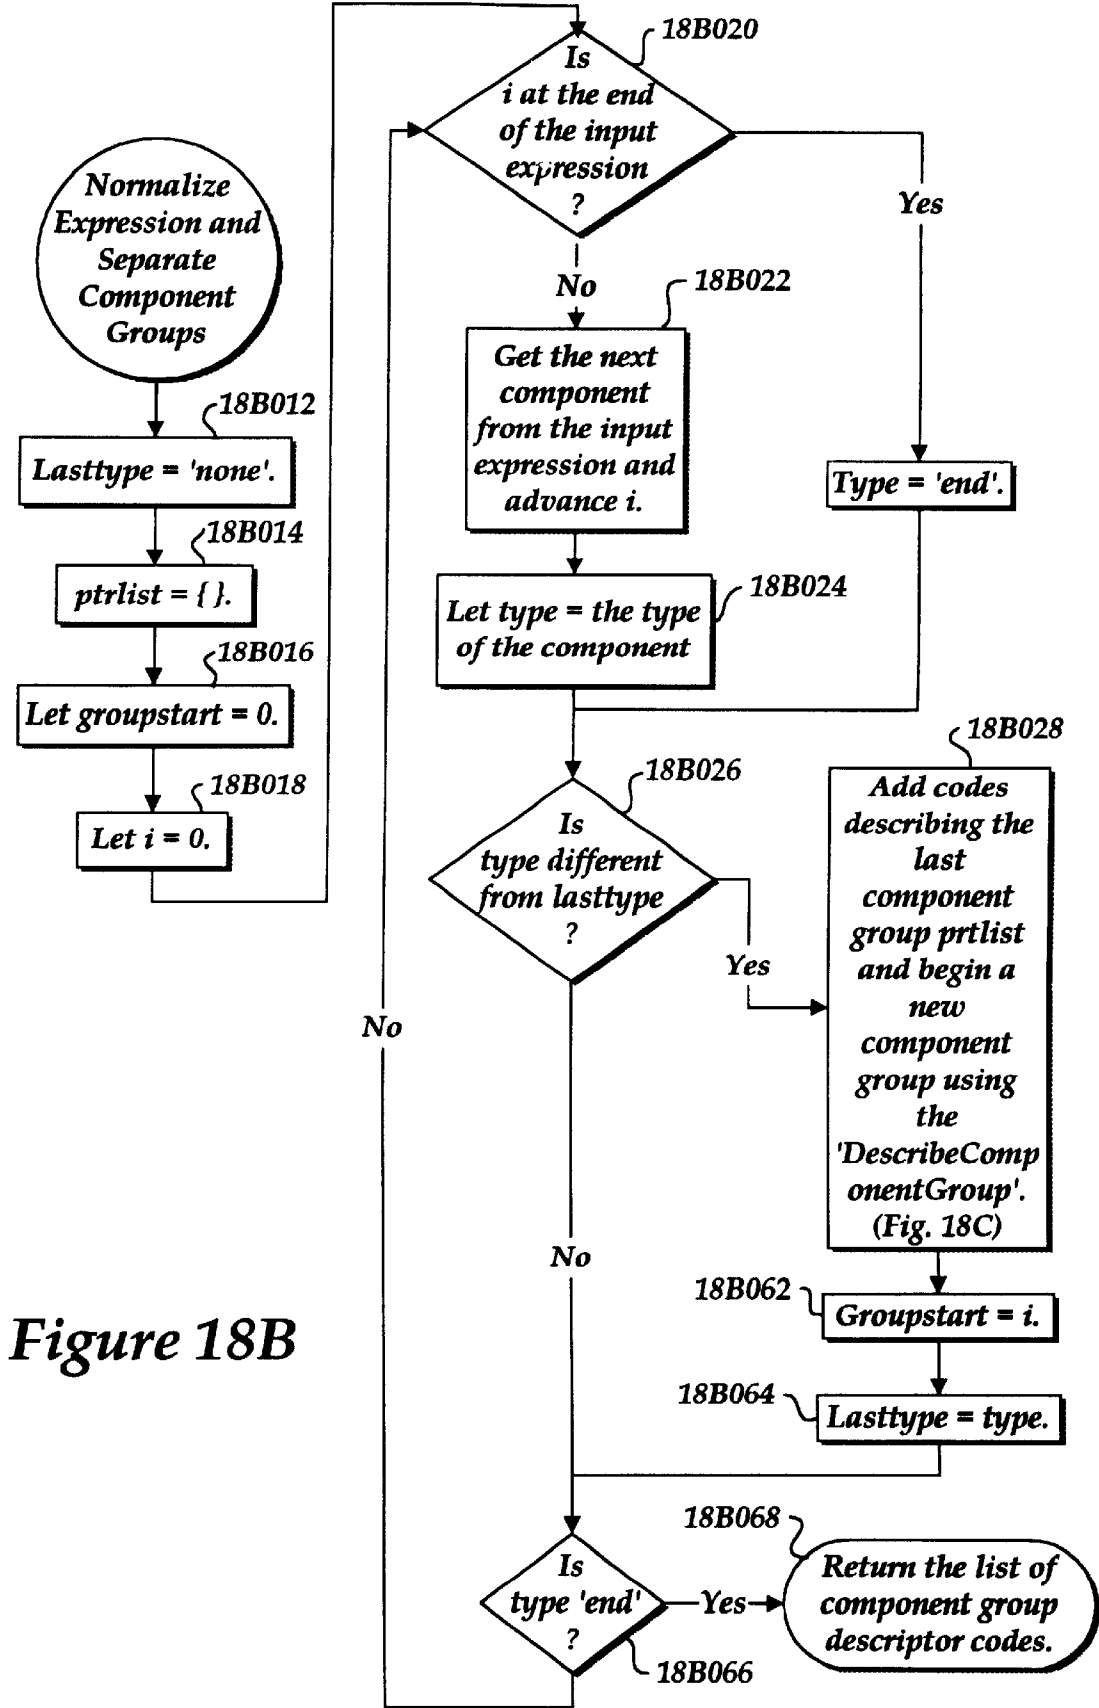 Normalize
Expression and
Separate
Component
Groups
18B012
Lasttype = 'none'.
18B014
ptrlist = { }.
18B016
Let groupstart = 0.
18B018
Let i = 0.
18B020
Is
i at the end
of the input
expression
?
Yes
No
18B022
Get the next
component
from the input
expression and
advance i.
Type = 'end'.
18B024
Let type = the type
of the component
18B026
Is
type different
from lasttype
?
Yes
No
18B028
Add codes
describing the
last
component
group prtlist
and begin a
new
component
group using
the
'DescribeComp
onentGroup'.
(Fig. 18C)
18B062
Groupstart = i.
18B064
Lasttype = type.
18B066
Is
type 'end'
?
Yes
No
18B068
Return the list of
component group
descriptor codes.
Figure 18B